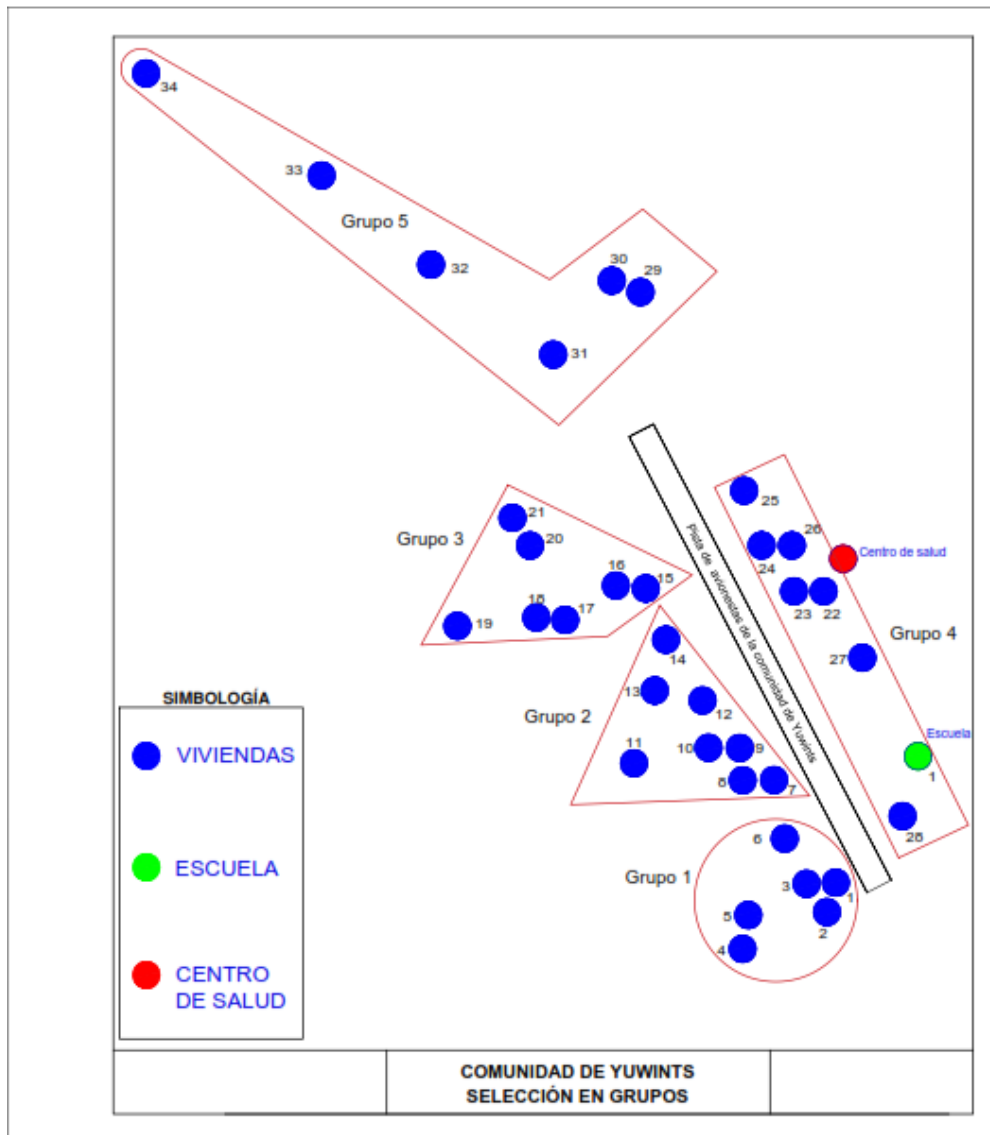 34
33
Grupo 5
32
30
29
31
25
21
Grupo 3
20
26
Centro de salud
24
16
15
18
17
23
22
19
Pista de avionestas de la comunidad de Yuwints
Grupo 4
27
14
13
SIMBOLOGÍA
12
Grupo 2
Escuela
VIVIENDAS
11
10
9
8
7
1
28
6
ESCUELA
Grupo 1
3
1
5
2
4
CENTRO
DE SALUD
COMUNIDAD DE YUWINTS
SELECCIÓN EN GRUPOS